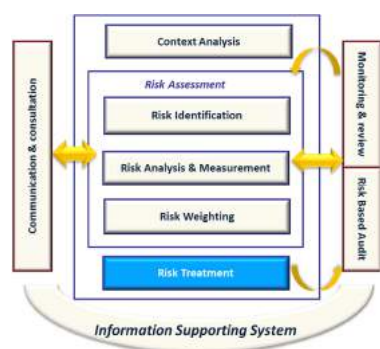 Context Analysis
Risk Assessment
Risk Identification
Risk Analysis & Measurement
Risk Weighting
Risk Treatment
Communication & consultation
Monitoring & review
Risk Based Audit
Information Supporting System